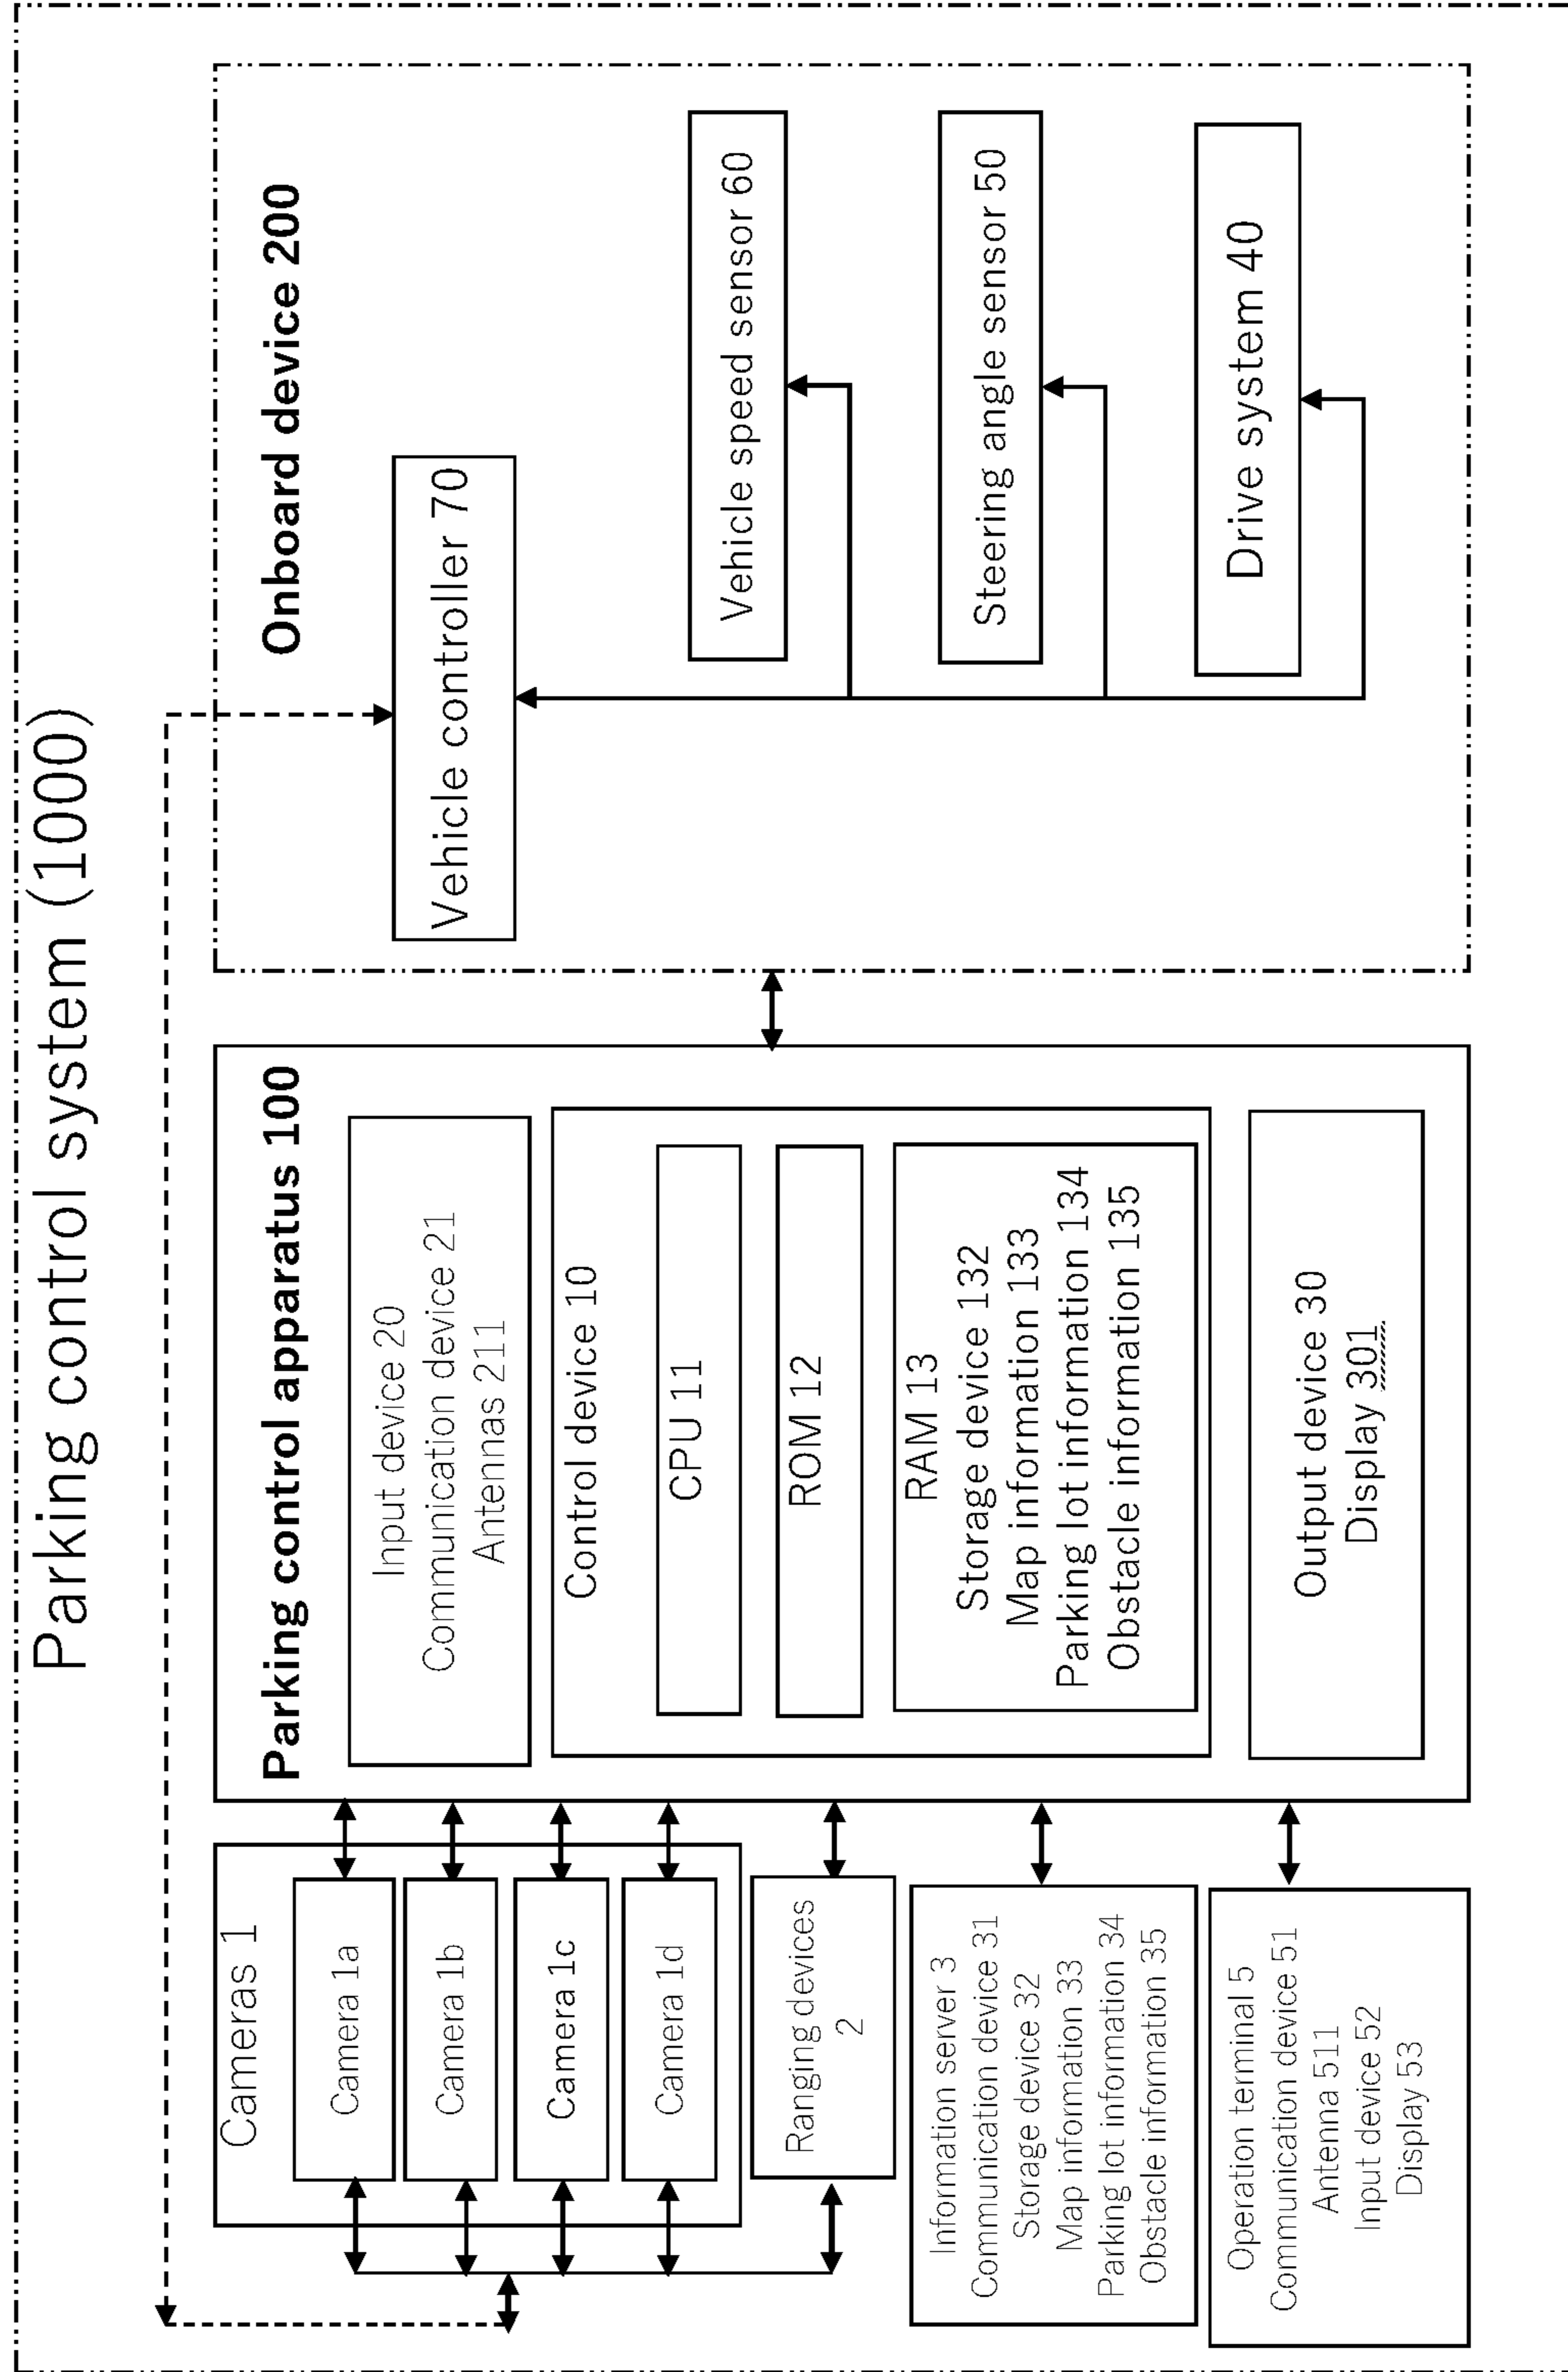 Parking control system (1000)
Cameras 1
Camera 1a
Camera 1b
Camera 1c
Camera 1d
Ranging devices
2
Information server 3
Communication device 31
Storage device 32
Map information 33
Parking lot information 34
Obstacle information 35
Operation terminal 5
Communication device 51
Antenna 511
Input device 52
Display 53
Parking control apparatus 100
Input device 20
Communication device 21
Antennas 211
Control device 10
CPU 11
ROM 12
RAM 13
Storage device 132
Map information 133
Parking lot information 134
Obstacle information 135
Output device 30
Display 301
Onboard device 200
Vehicle controller 70
Vehicle speed sensor 60
Steering angle sensor 50
Drive system 40